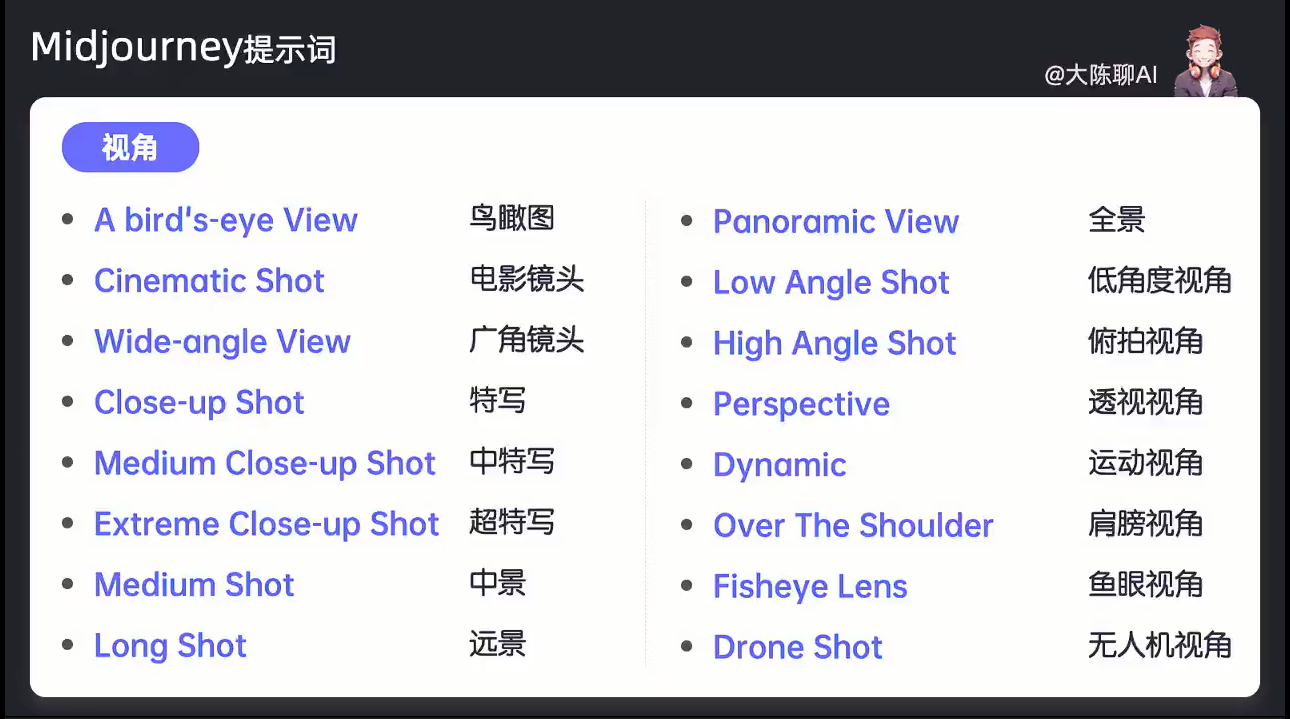 Midjourney提示词
@大陈聊AI
视角
A bird's-eye View 鸟瞰图
Cinematic Shot 电影镜头
Wide-angle View 广角镜头
Close-up Shot 特写
Medium Close-up Shot 中特写
Extreme Close-up Shot 超特写
Medium Shot 中景
Long Shot 远景
Panoramic View 全景
Low Angle Shot 低角度视角
High Angle Shot 俯拍视角
Perspective 透视视角
Dynamic 运动视角
Over The Shoulder 肩膀视角
Fisheye Lens 鱼眼视角
Drone Shot 无人机视角